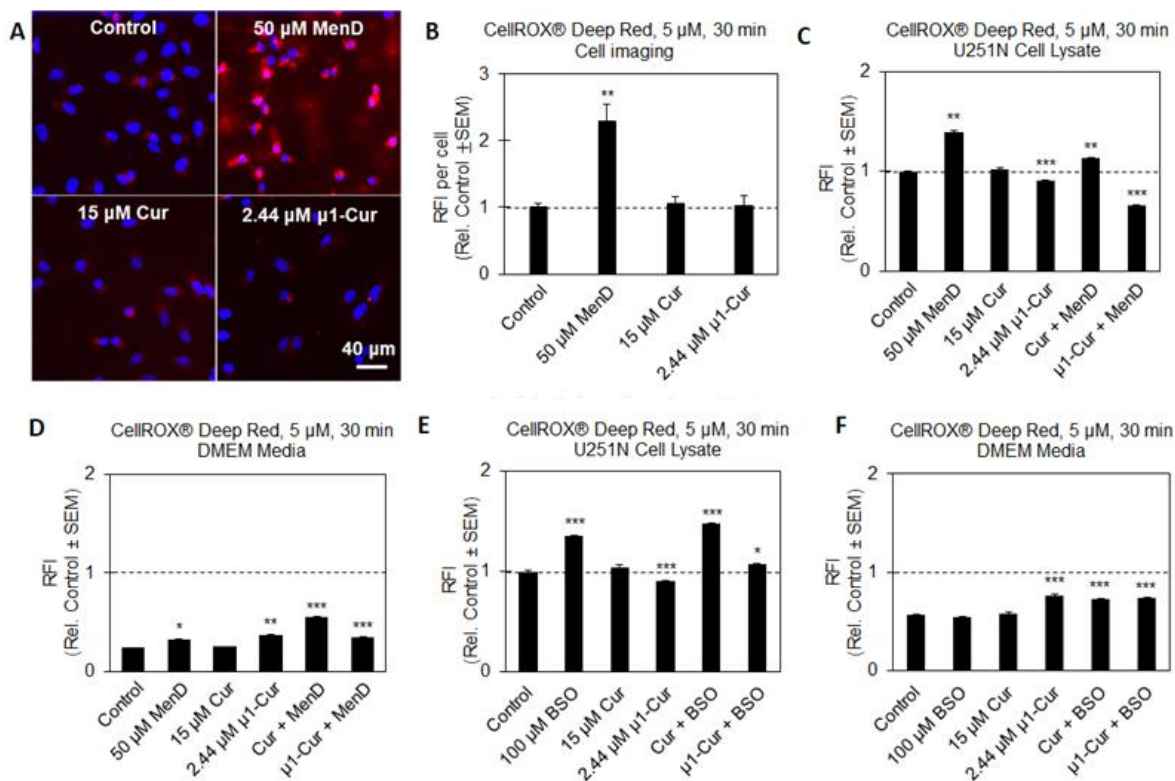 A
Control
50 µM MenD
15 µM Cur
2.44 µM µ1-Cur
40 µm
B
CellROX® Deep Red, 5 µM, 30 min
Cell imaging
RFI per cell
(Rel. Control ±SEM)
3
2
1
0
**
Control
50 µM MenD
15 µM Cur
2.44 µM µ1-Cur
C
CellROX® Deep Red, 5 µM, 30 min
U251N Cell Lysate
RFI
(Rel. Control ± SEM)
2
1
0
**
***
**
***
Control
50 µM MenD
15 µM Cur
2.44 µM µ1-Cur
Cur + MenD
µ1-Cur + MenD
D
CellROX® Deep Red, 5 µM, 30 min
DMEM Media
RFI
(Rel. Control ± SEM)
2
1
0
*
**
***
***
Control
50 µM MenD
15 µM Cur
2.44 µM µ1-Cur
Cur + MenD
µ1-Cur + MenD
E
CellROX® Deep Red, 5 µM, 30 min
U251N Cell Lysate
RFI
(Rel. Control ± SEM)
2
1
0
***
***
***
*
Control
100 µM BSO
15 µM Cur
2.44 µM µ1-Cur
Cur + BSO
µ1-Cur + BSO
F
CellROX® Deep Red, 5 µM, 30 min
DMEM Media
RFI
(Rel. Control ± SEM)
2
1
0
***
***
***
Control
100 µM BSO
15 µM Cur
2.44 µM µ1-Cur
Cur + BSO
µ1-Cur + BSO